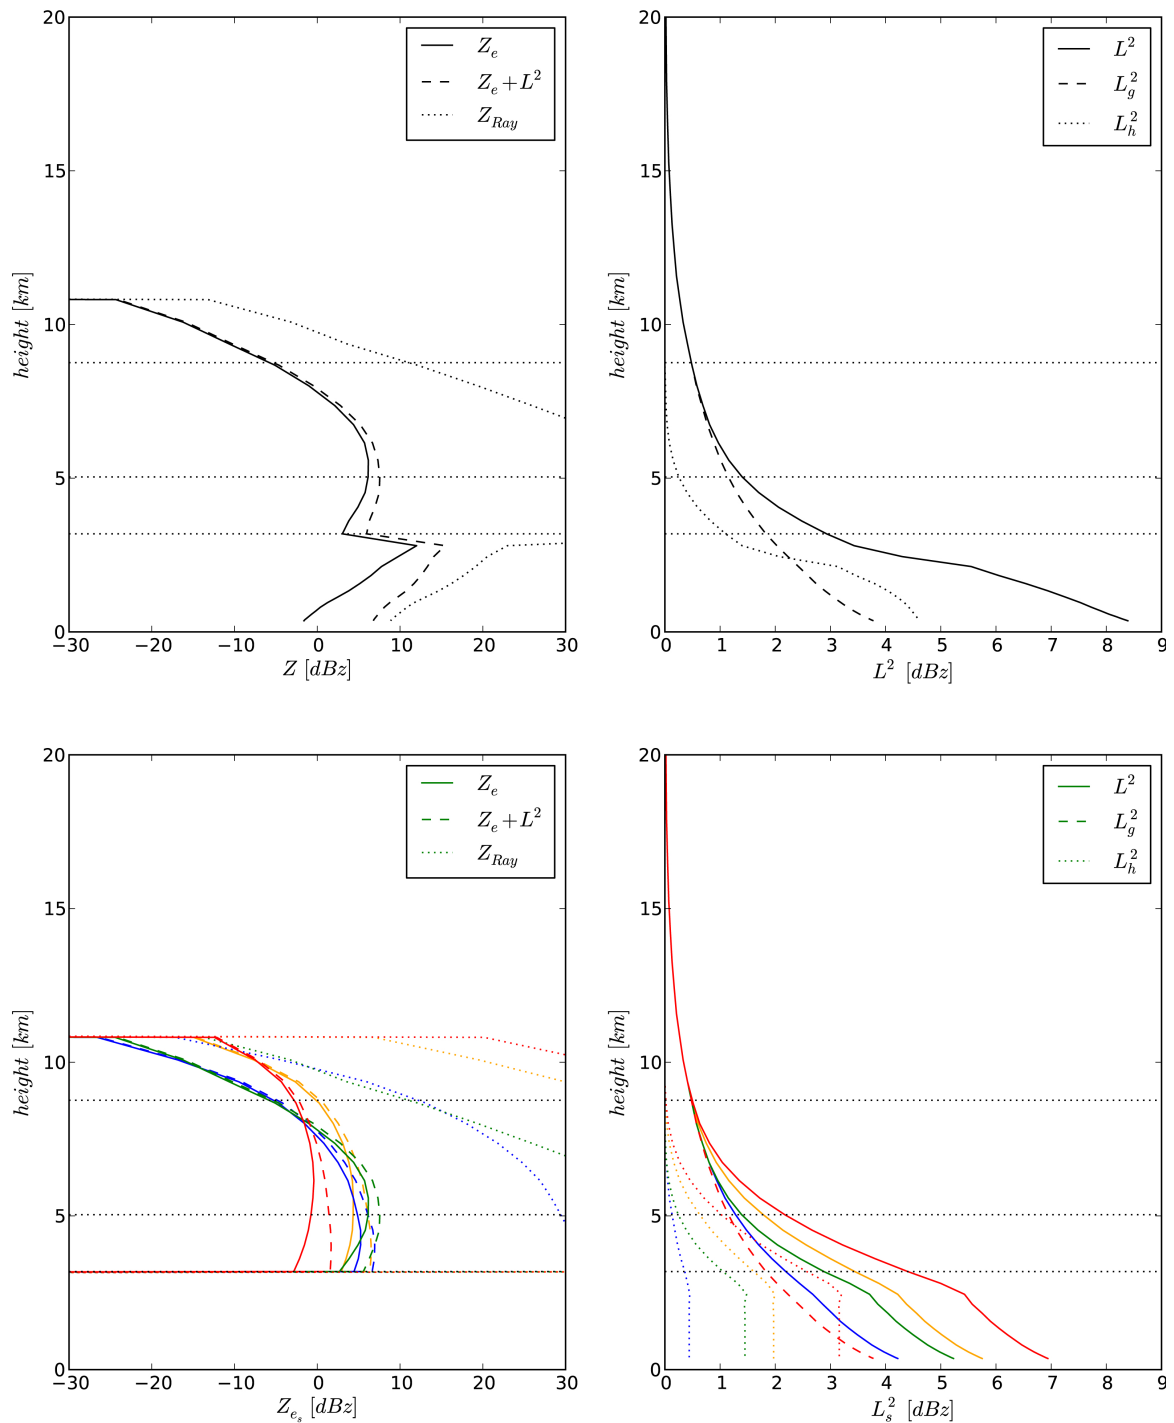 20
15
10
5
0
height [km]
−30 −20 −10 0 10 20 30
Z [dBz]
Z_e
Z_e + L^2
Z_Ray
20
15
10
5
0
height [km]
0 1 2 3 4 5 6 7 8 9
L^2 [dBz]
L^2
L_g^2
L_h^2
20
15
10
5
0
height [km]
−30 −20 −10 0 10 20 30
Z_{e_s} [dBz]
Z_e
Z_e + L^2
Z_Ray
20
15
10
5
0
height [km]
0 1 2 3 4 5 6 7 8 9
L_s^2 [dBz]
L^2
L_g^2
L_h^2